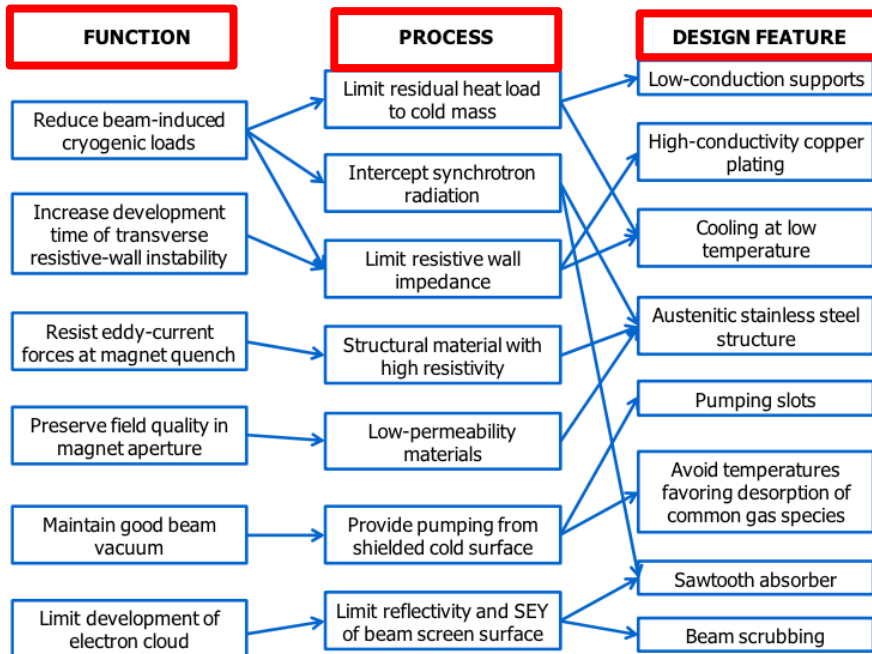 FUNCTION
PROCESS
DESIGN FEATURE
Reduce beam-induced
cryogenic loads
Increase development
time of transverse
resistive-wall instability
Resist eddy-current
forces at magnet quench
Preserve field quality in
magnet aperture
Maintain good beam
vacuum
Limit development of
electron cloud
Limit residual heat load
to cold mass
Intercept synchrotron
radiation
Limit resistive wall
impedance
Structural material with
high resistivity
Low-permeability
materials
Provide pumping from
shielded cold surface
Limit reflectivity and SEY
of beam screen surface
Low-conduction supports
High-conductivity copper
plating
Cooling at low
temperature
Austenitic stainless steel
structure
Pumping slots
Avoid temperatures
favoring desorption of
common gas species
Sawtooth absorber
Beam scrubbing